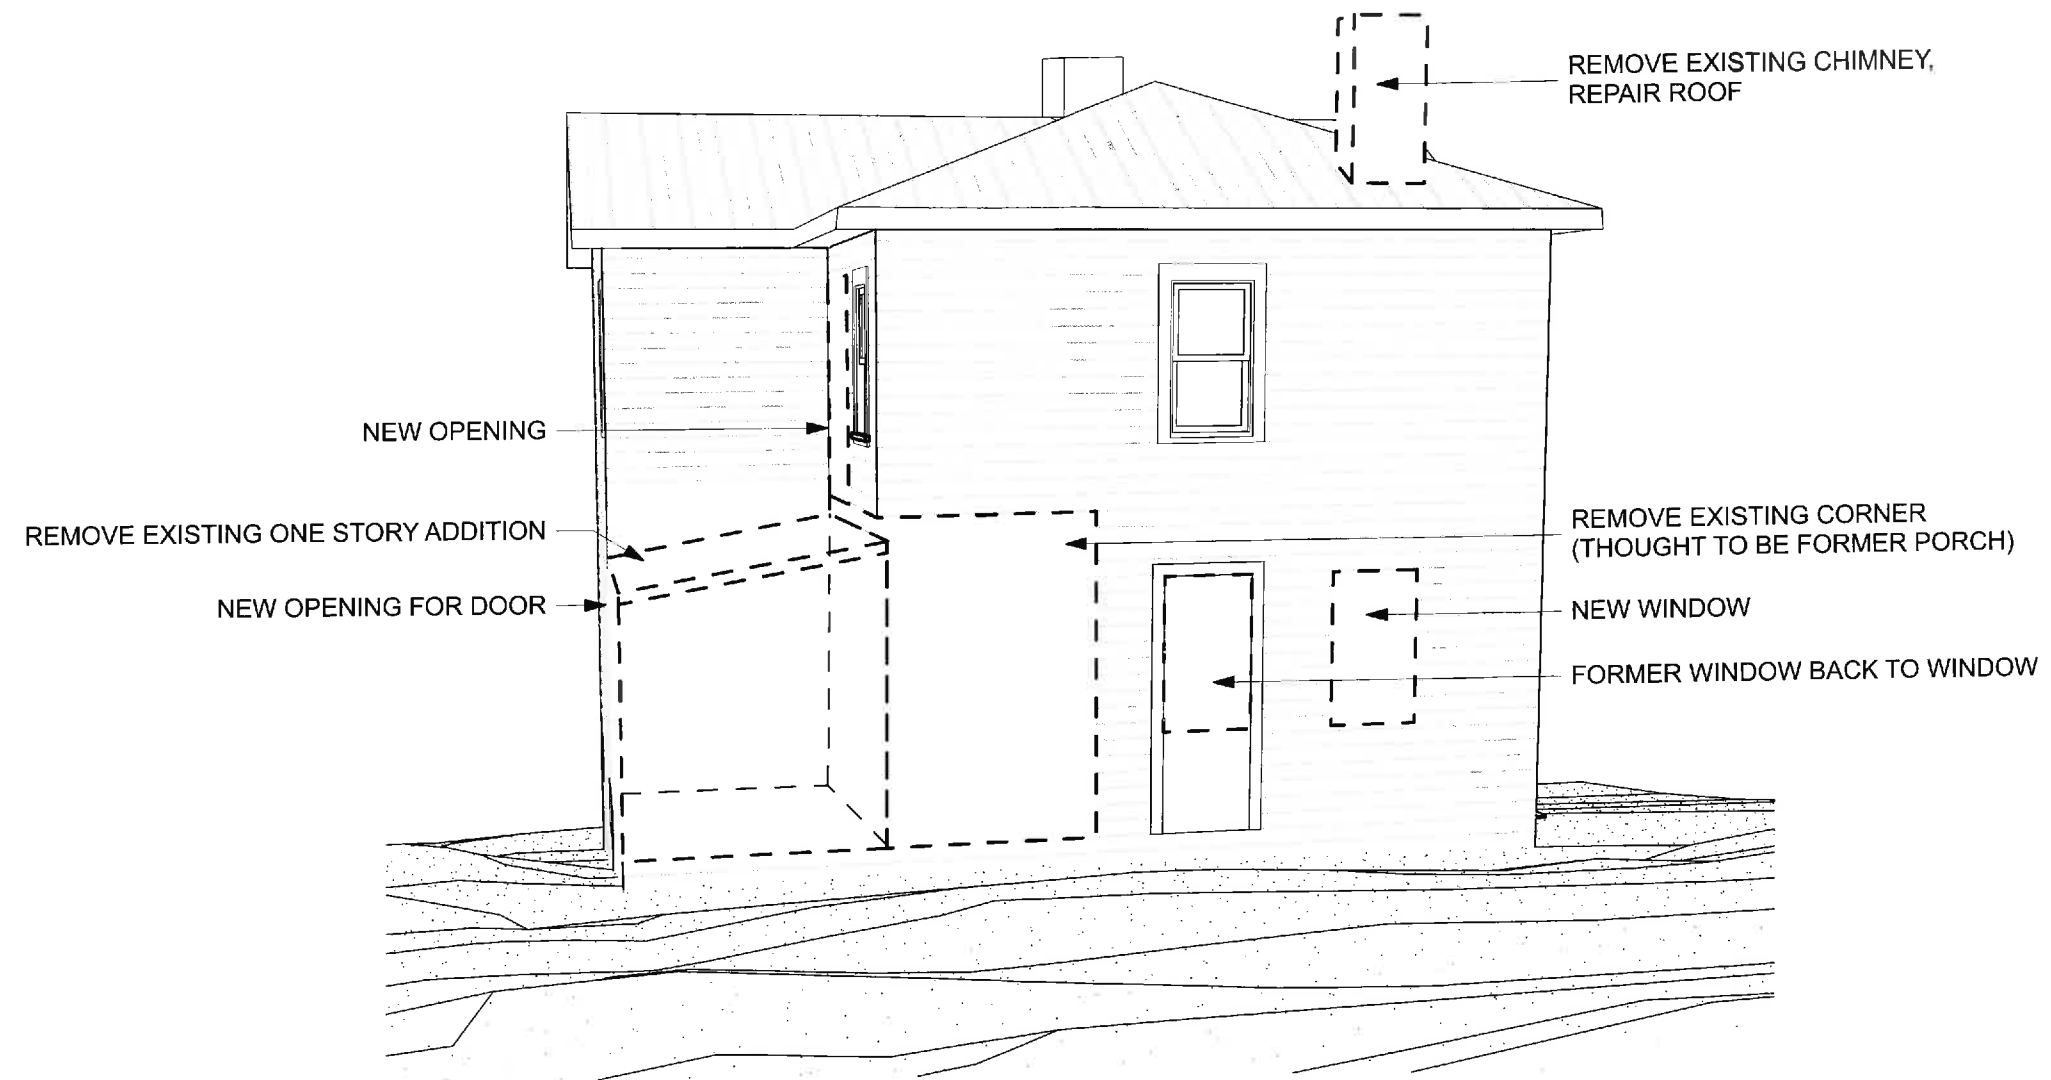 REMOVE EXISTING CHIMNEY,
REPAIR ROOF
NEW OPENING
REMOVE EXISTING ONE STORY ADDITION
NEW OPENING FOR DOOR
REMOVE EXISTING CORNER
(THOUGHT TO BE FORMER PORCH)
NEW WINDOW
FORMER WINDOW BACK TO WINDOW